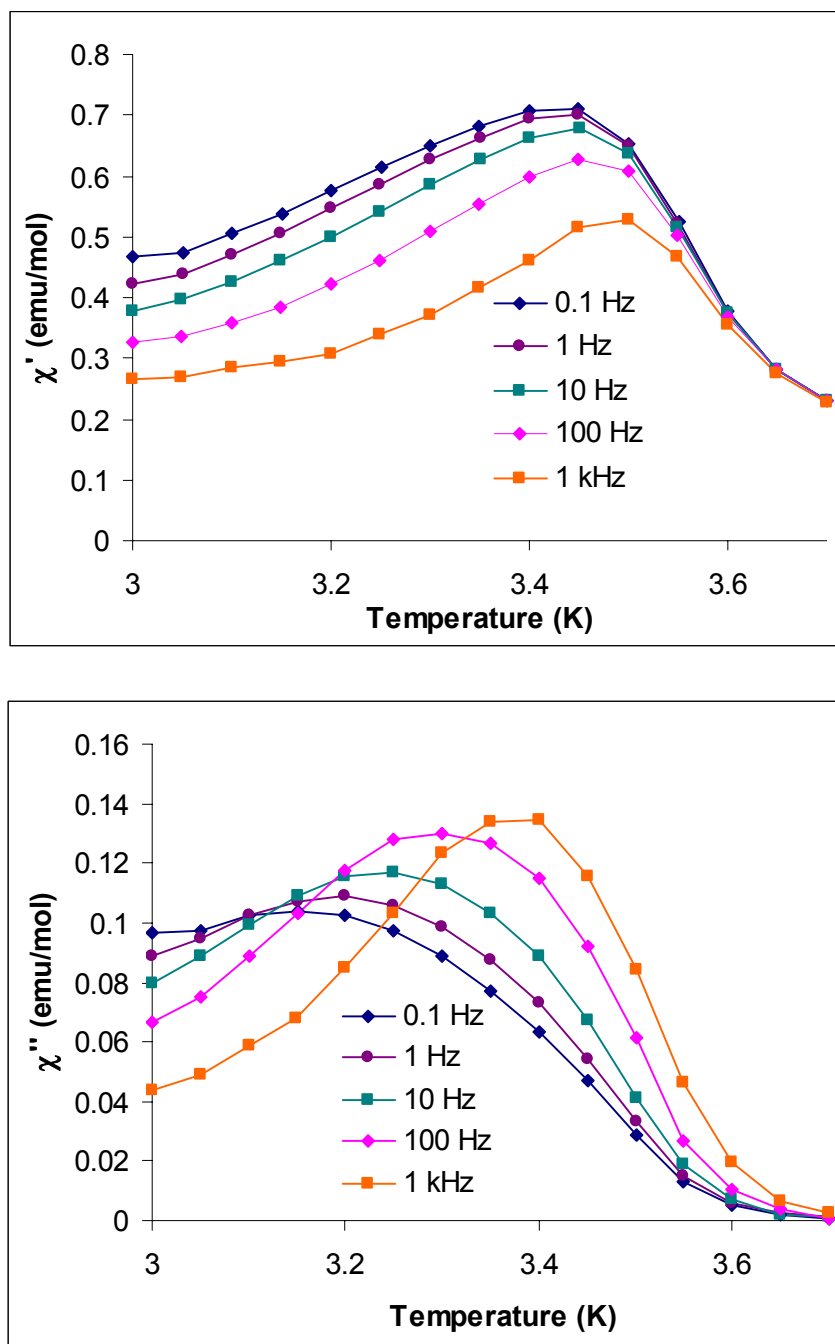 0.8
0.7
0.6
0.5
0.4
0.3
0.2
0.1
0
χ' (emu/mol)
0.1 Hz
1 Hz
10 Hz
100 Hz
1 kHz
3 3.2 3.4 3.6
Temperature (K)
0.16
0.14
0.12
0.1
0.08
0.06
0.04
0.02
0
χ" (emu/mol)
0.1 Hz
1 Hz
10 Hz
100 Hz
1 kHz
3 3.2 3.4 3.6
Temperature (K)